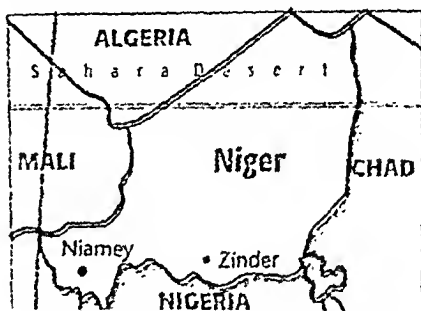 ALGERIA
Sahara Desert
MALI
Niger
CHAD
Niamey
Zinder
NIGERIA